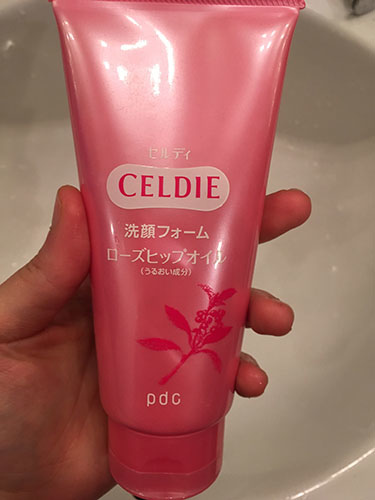 セルディ
CELDIE
洗顔フォーム
ローズヒップオイル
(うるおい成分)
pdc